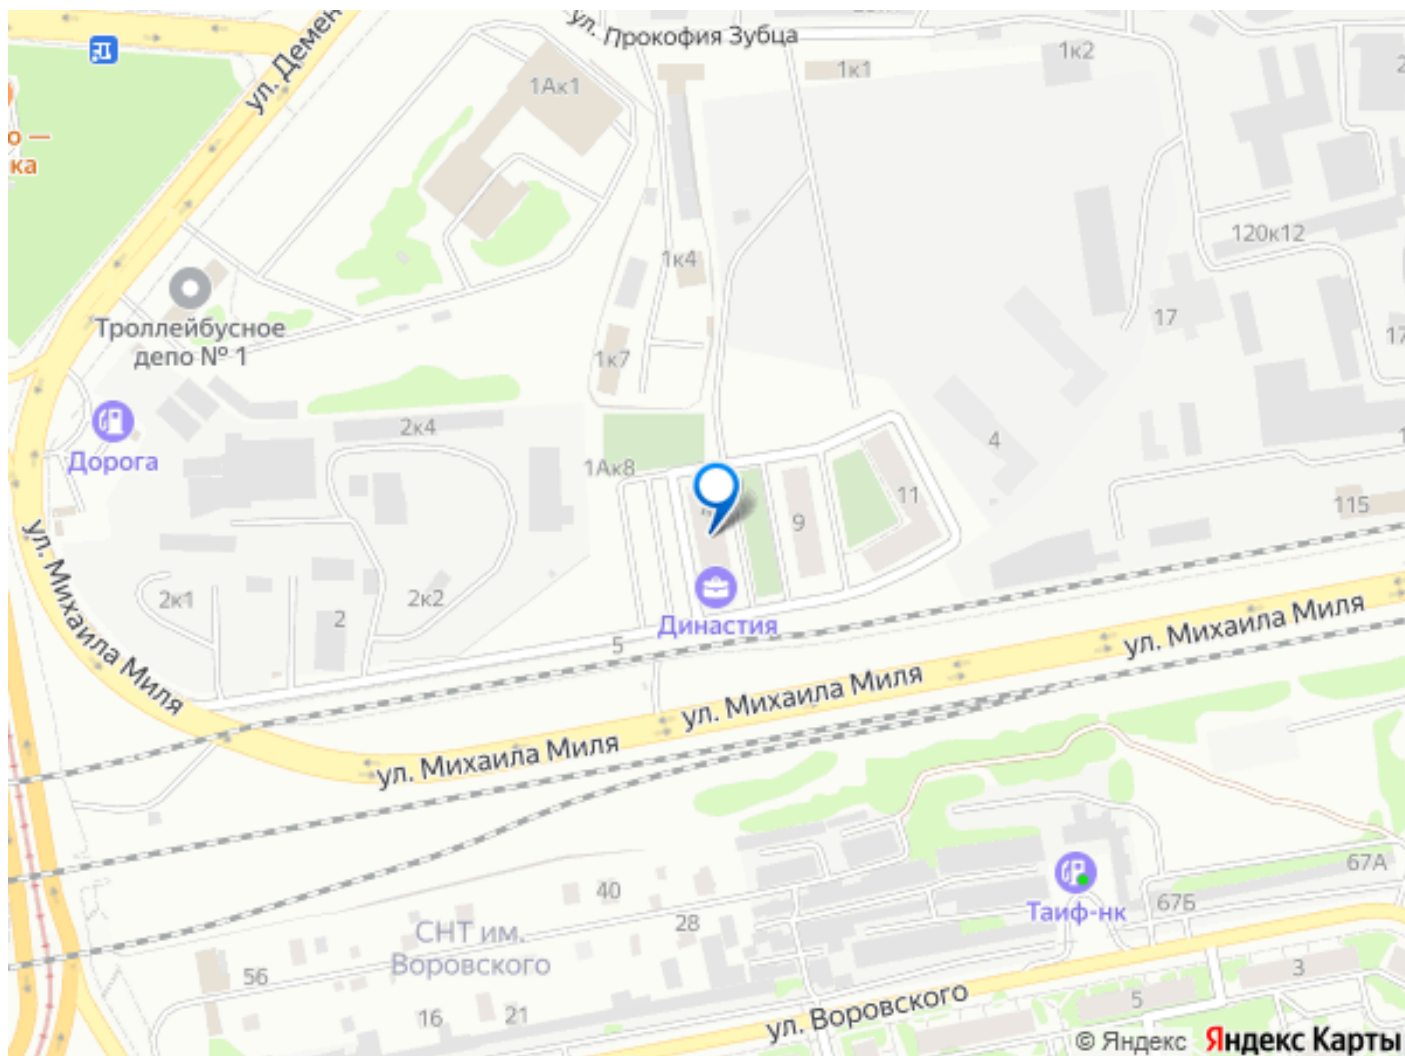 ул. Прокофия Зубца
1к2
1к1
1Ак1
ул. Демен
о —
ка
120к12
1к4
17
17
Троллейбусное
депо № 1
1к7
2к4
4
Дорога
1Ак8
11
115
9
ул. Михаила Миля
2к1
2к2
2
Династия
5
ул. Михаила Миля
ул. Михаила Миля
ул. Михаила Миля
67А
40
Таиф-нк
67Б
28
СНТ им.
Воровского
56
3
5
21
16
ул. Воровского
© Яндекс Яндекс Карты